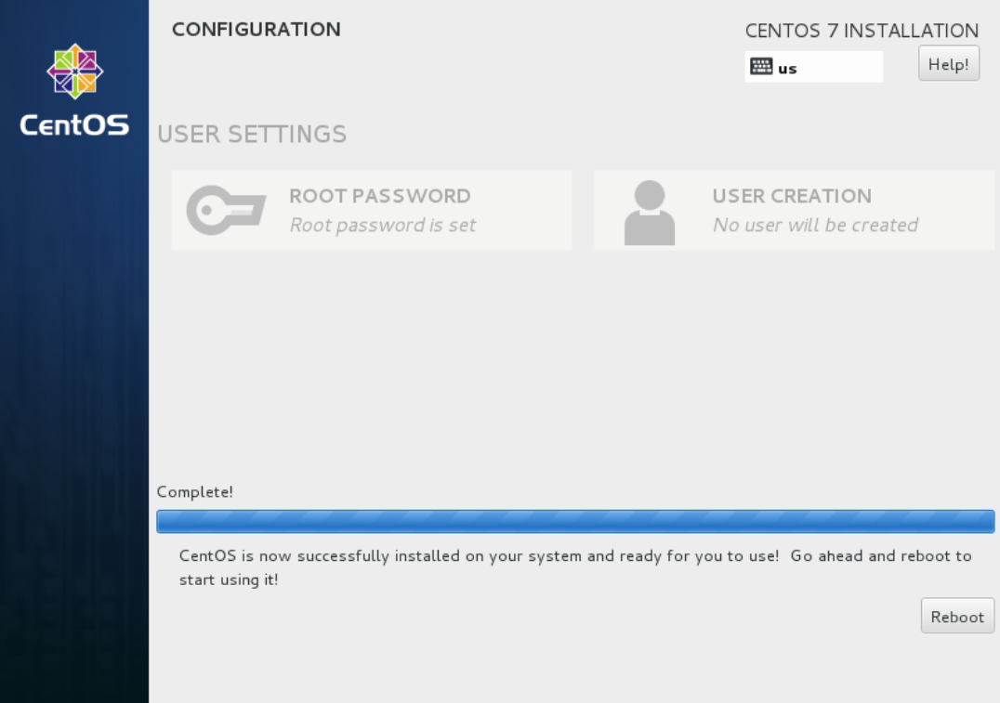 CONFIGURATION
CENTOS 7 INSTALLATION
us
Help!
CentOS
USER SETTINGS
ROOT PASSWORD
Root password is set
USER CREATION
No user will be created
Complete!
CentOS is now successfully installed on your system and ready for you to use! Go ahead and reboot to
start using it!
Reboot